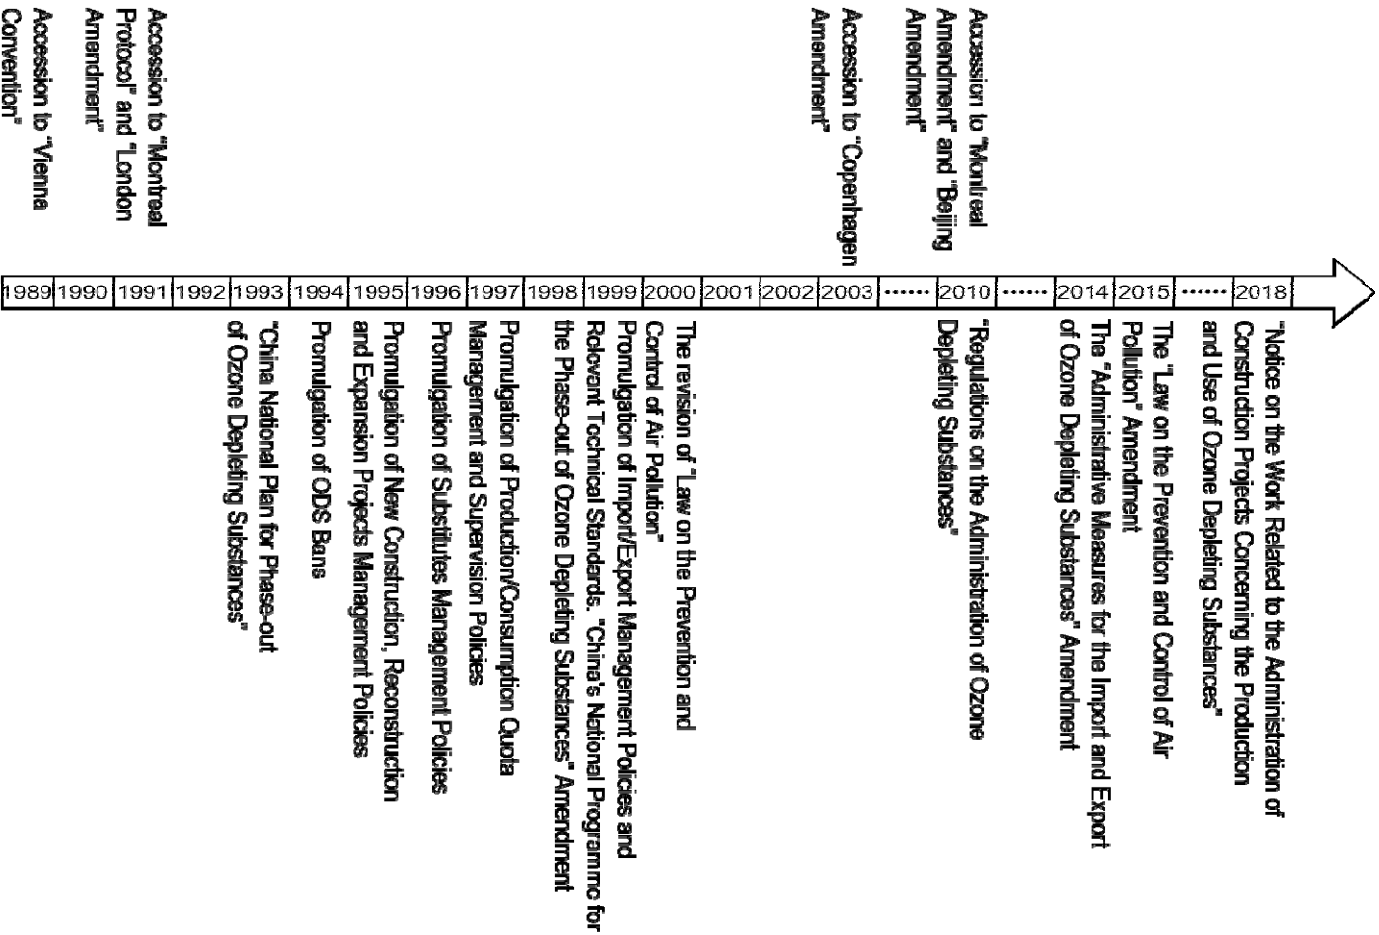 Accession to "Vienna
Convention"
Accession to "Montreal
Protocol" and "London
Amendment"
Accession to "Copenhagen
Amendment"
Accession to "Montreal
Amendment" and "Beijing
Amendment"
1989 1990 1991 1992 1993 1994 1995 1996 1997 1998 1999 2000 2001 2002 2003 ...... 2010 ...... 2014 2015 ...... 2018
"China National Plan for Phase-out
of Ozone Depleting Substances"
Promulgation of ODS Bans
Promulgation of New Construction, Reconstruction
and Expansion Projects Management Policies
Promulgation of Substitutes Management Policies
Promulgation of Production/Consumption Quota
Management and Supervision Policies
Promulgation of Import/Export Management Policies and
Relevant Technical Standards. "China's National Programme for
the Phase-out of Ozone Depleting Substances" Amendment
The revision of "Law on the Prevention and
Control of Air Pollution"
"Regulations on the Administration of Ozone
Depleting Substances"
The "Administrative Measures for the Import and Export
of Ozone Depleting Substances" Amendment
The "Law on the Prevention and Control of Air
Pollution" Amendment
"Notice on the Work Related to the Administration of
Construction Projects Concerning the Production
and Use of Ozone Depleting Substances"